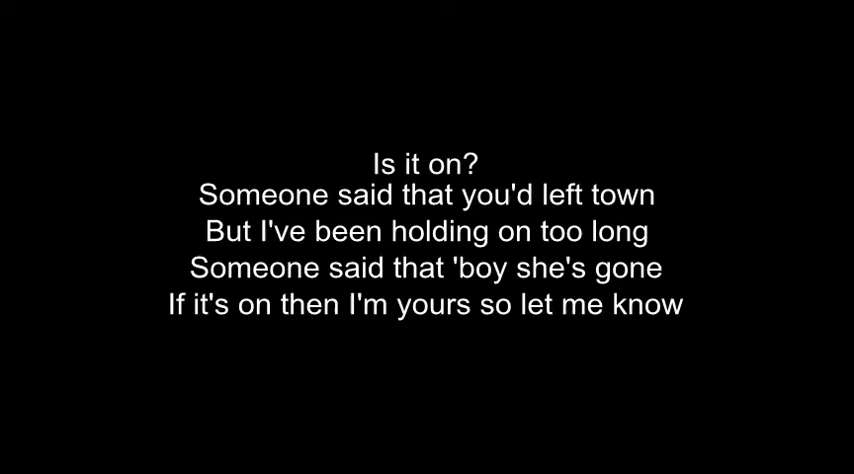 Is it on?
Someone said that you'd left town
But I've been holding on too long
Someone said that 'boy she's gone
If it's on then I'm yours so let me know